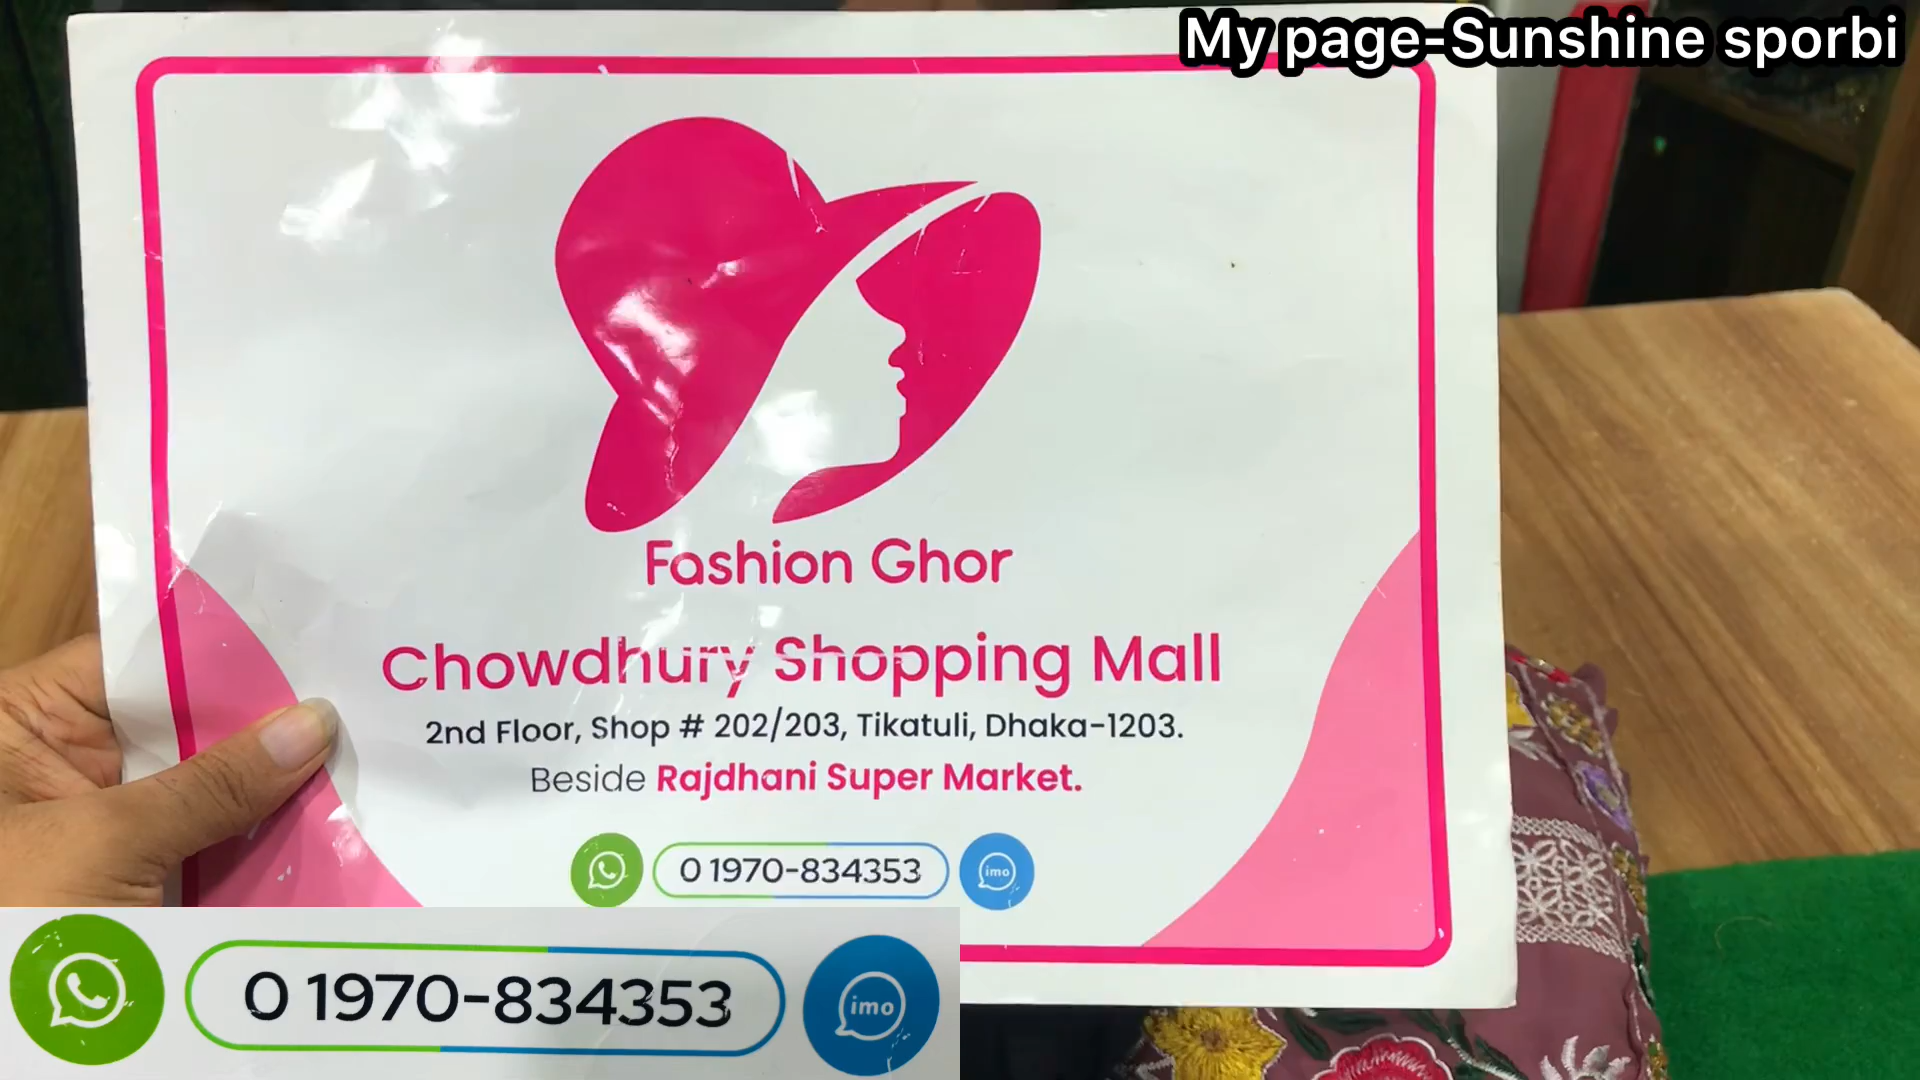 My page-Sunshine sporbi
Fashion Ghor
Chowdhury Shopping Mall
2nd Floor, Shop # 202/203, Tikatuli, Dhaka-1203.
Beside Rajdhani Super Market.
0 1970-834353 imo
0 1970-834353 imo